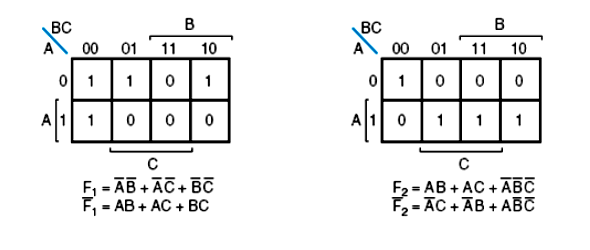 BC B BC B
A 00 01 11 10 A 00 01 11 10
0 1 1 0 1 0 1 0 0 0
A 1 1 0 0 0 A 1 0 1 1 1
C C
F₁ = A̅B̅ + A̅C̅ + B̅C̅ F₂ = AB + AC + A̅B̅C̅
F̅₁ = AB + AC + BC F̅₂ = A̅C + A̅B + AB̅C̅